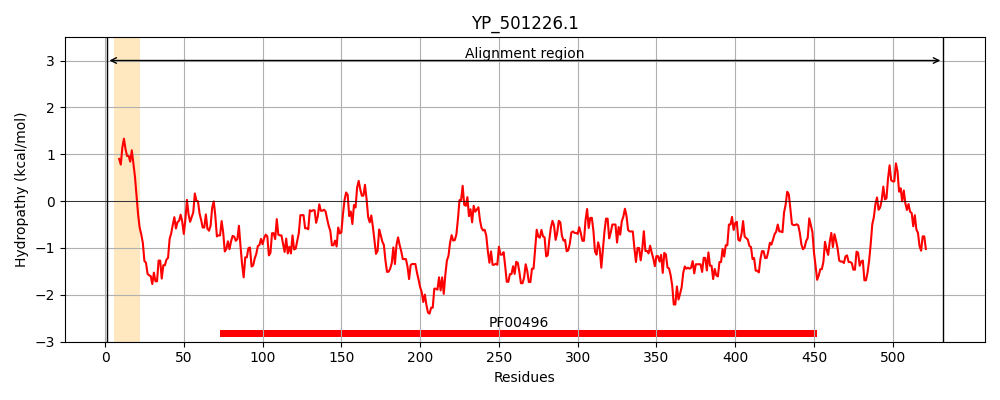 YP_501226.1
Alignment region
Hydropathy (kcal/mol)
3
2
1
0
−1
−2
−3
PF00496
0 50 100 150 200 250 300 350 400 450 500
Residues